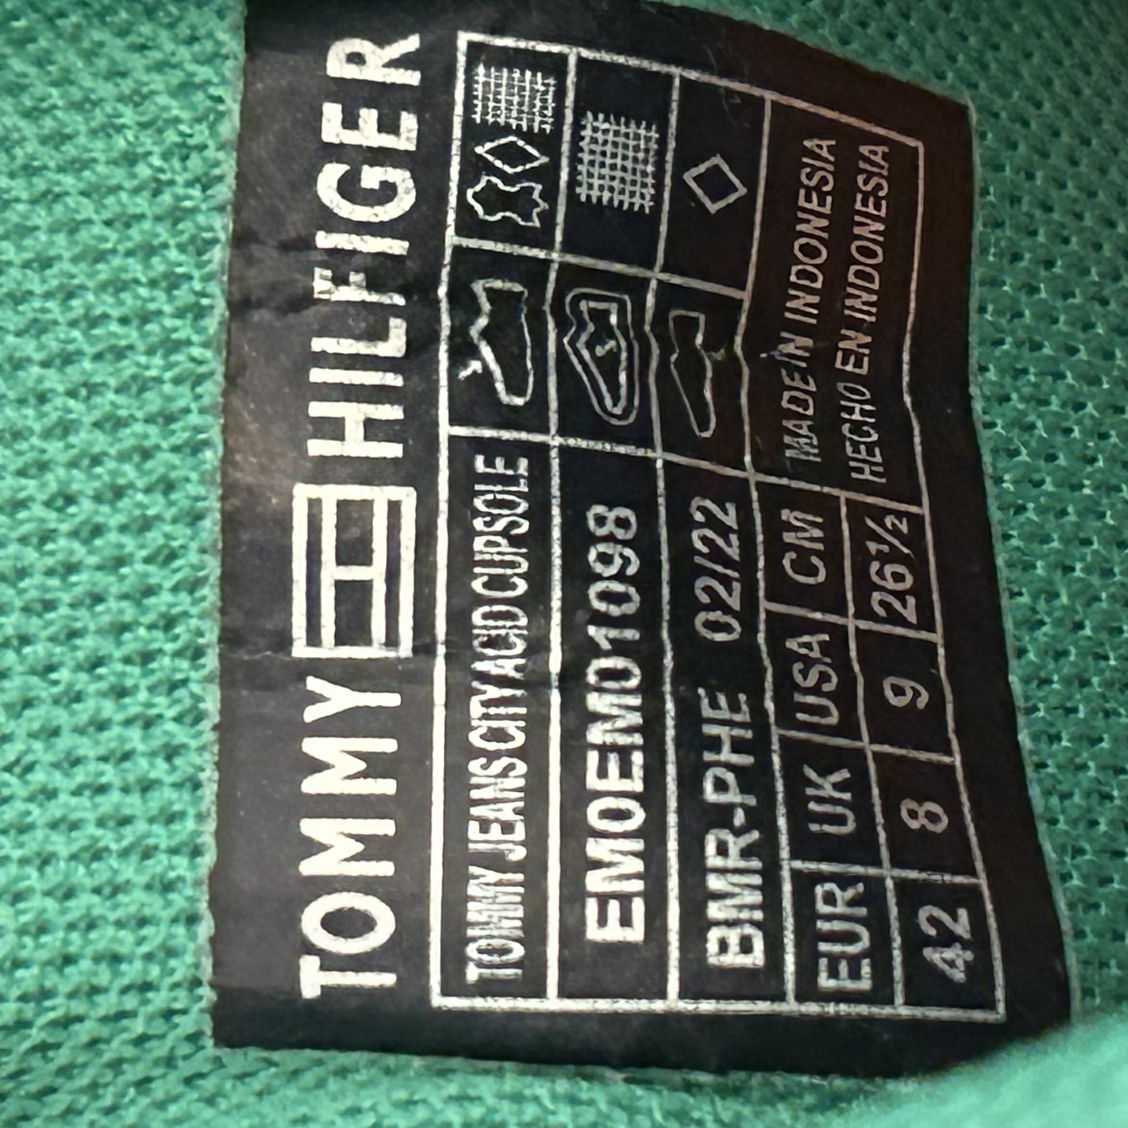 TOMMY HILFIGER
TOMMY JEANS CITY ACID CUPSOLE
EM0EM01098
BMR-PHE 02/22
EUR UK USA CM
42 8 9 26½
MADE IN INDONESIA
HECHO EN INDONESIA